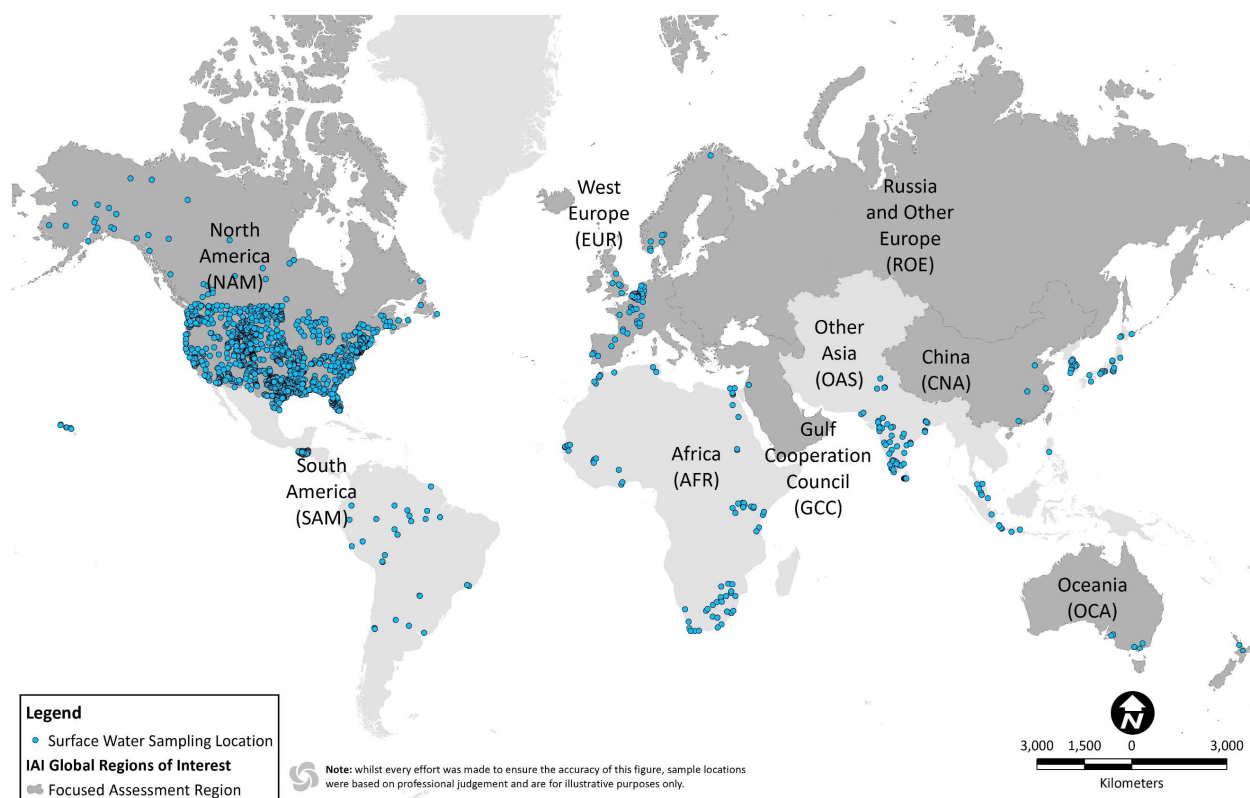 West
Europe
(EUR)
Russia
and Other
Europe
(ROE)
North
America
(NAM)
Other
Asia
(OAS)
China
(CNA)
South
America
(SAM)
Africa
(AFR)
Gulf
Cooperation
Council
(GCC)
Oceania
(OCA)
Legend
Surface Water Sampling Location
IAI Global Regions of Interest
Focused Assessment Region
Note: whilst every effort was made to ensure the accuracy of this figure, sample locations
were based on professional judgement and are for illustrative purposes only.
N
3,000 1,500 0 3,000
Kilometers